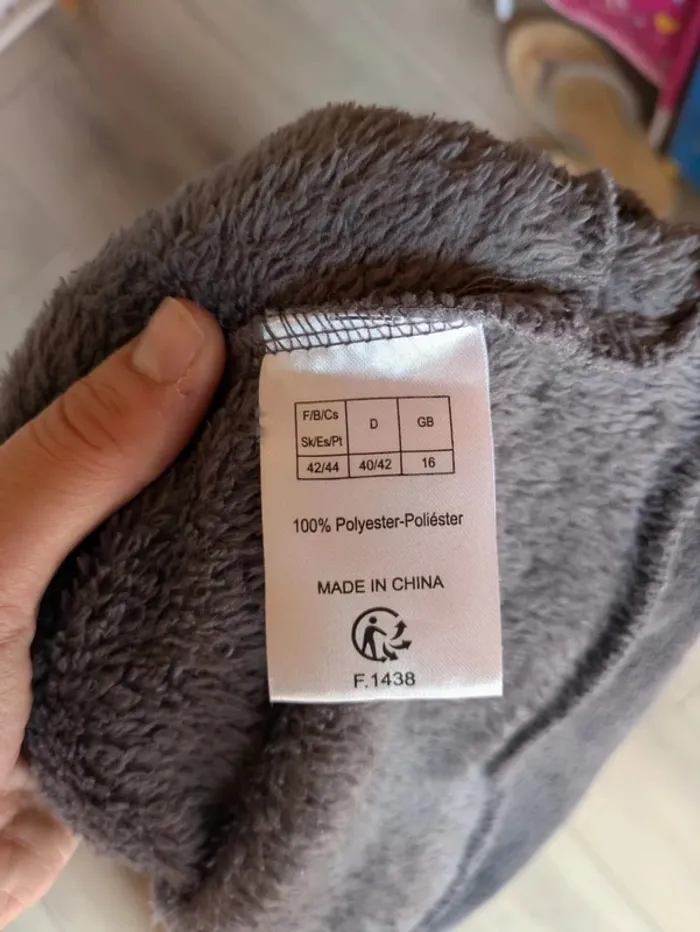 F/B/Cs D GB
Sk/Es/Pt
42/44 40/42 16
100% Polyester-Poliéster
MADE IN CHINA
F.1438